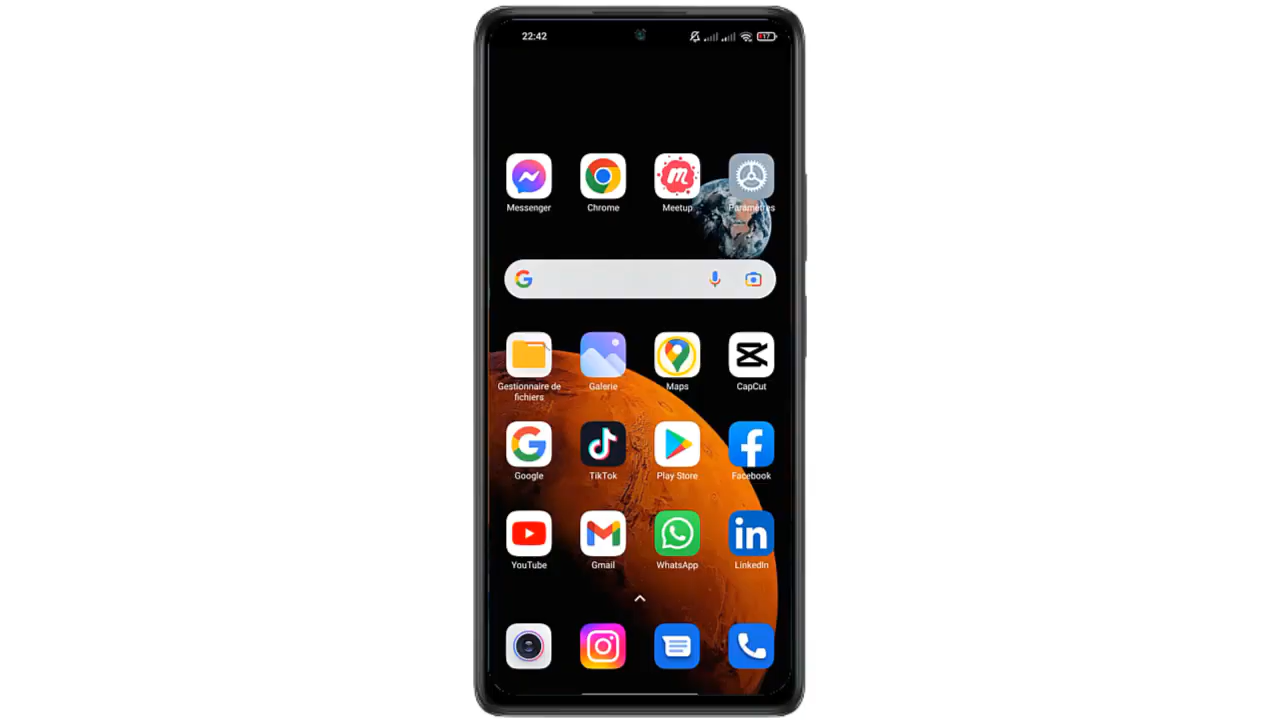 22:42
17
Messenger
Chrome
Meetup
Paramètres
Gestionnaire de
fichiers
Galerie
Maps
CapCut
Google
TikTok
Play Store
Facebook
YouTube
Gmail
WhatsApp
LinkedIn